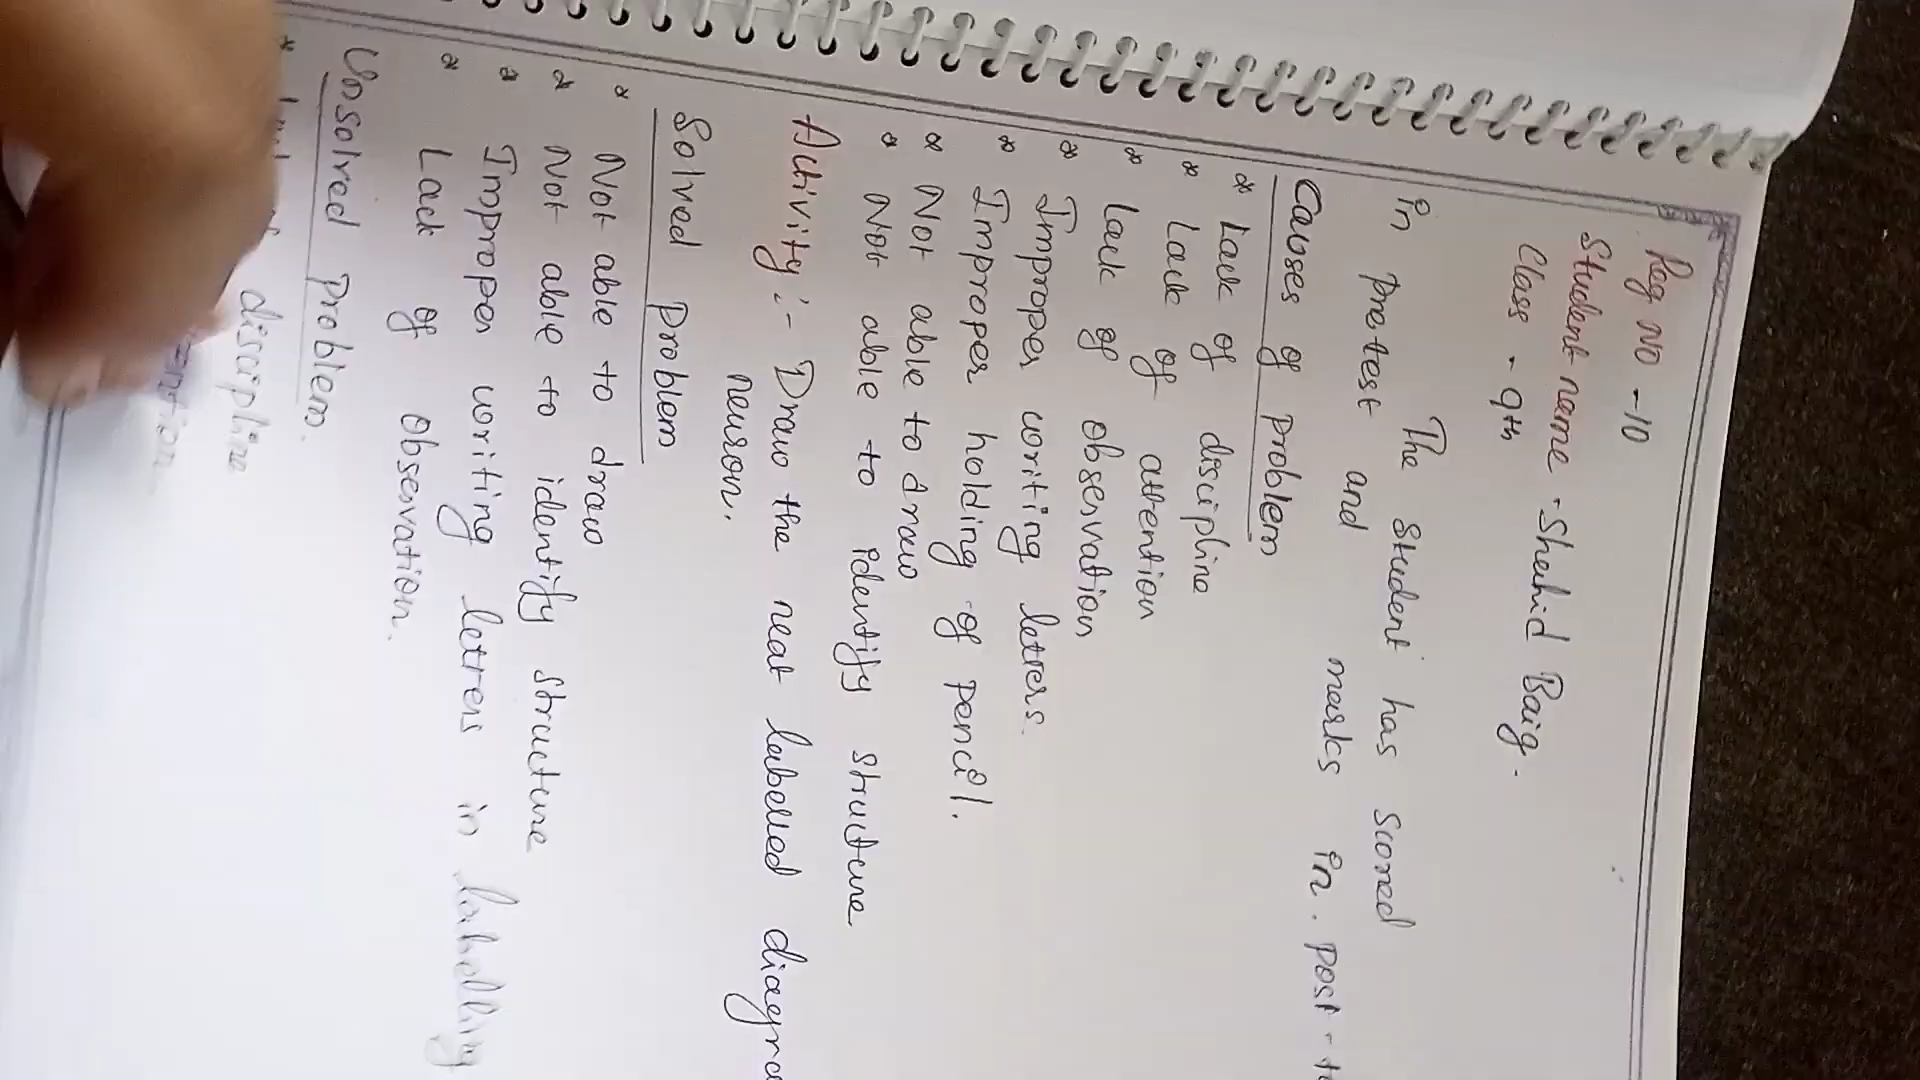 Reg No -10
Student name - Shahid Baig.
Class - 9th
The student has scored
in pretest and marks in. post - t
Causes of problem
* Lack of discipline
* Lack of attention
* Lack of observation
* Improper writing letters.
* Improper holding of pencil.
* Not able to draw
* Not able to identify structure
Activity :- Draw the neat labelled diagra
neuron.
Solved problem
* Not able to draw
* Not able to identify structure
* Improper writing letters in labelling
* Lack of observation.
Unsolved problem.
* discipline